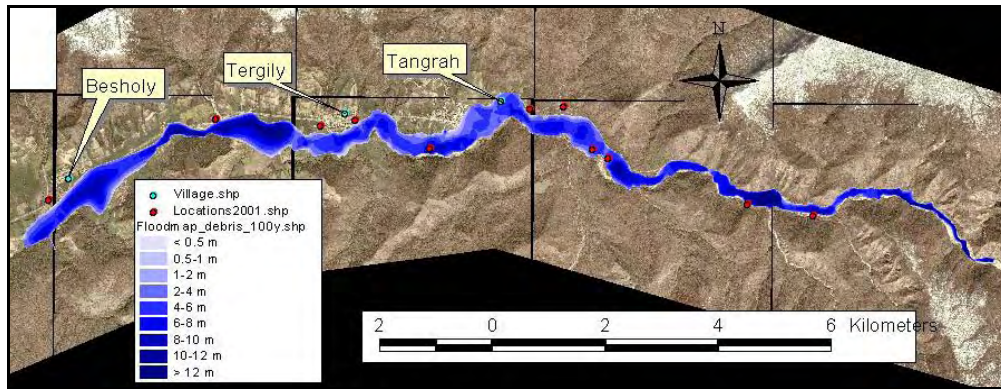 N
Tangrah
Tergily
Besholy
Village.shp
Locations2001.shp
Floodmap_debris_100y.shp
< 0.5 m
0.5-1 m
1-2 m
2-4 m
4-6 m
6-8 m
8-10 m
10-12 m
> 12 m
2 0 2 4 6 Kilometers